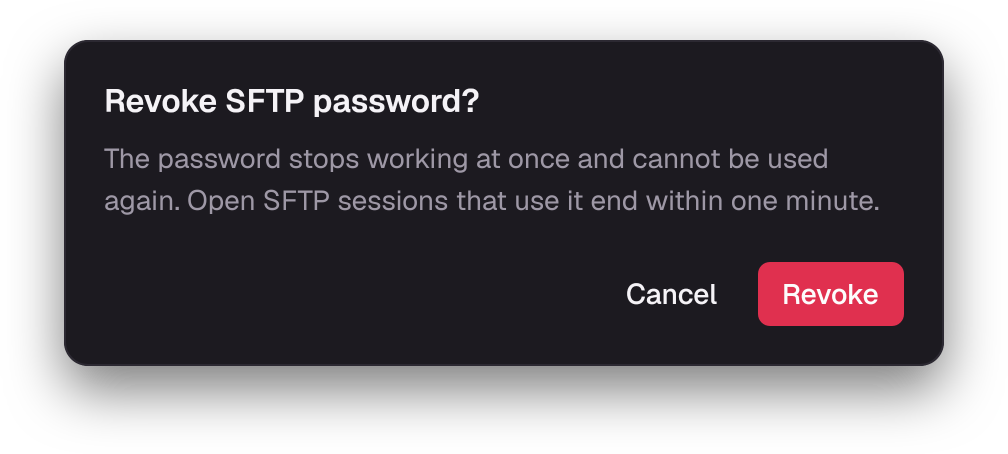 Revoke SFTP password?
The password stops working at once and cannot be used
again. Open SFTP sessions that use it end within one minute.
Cancel
Revoke